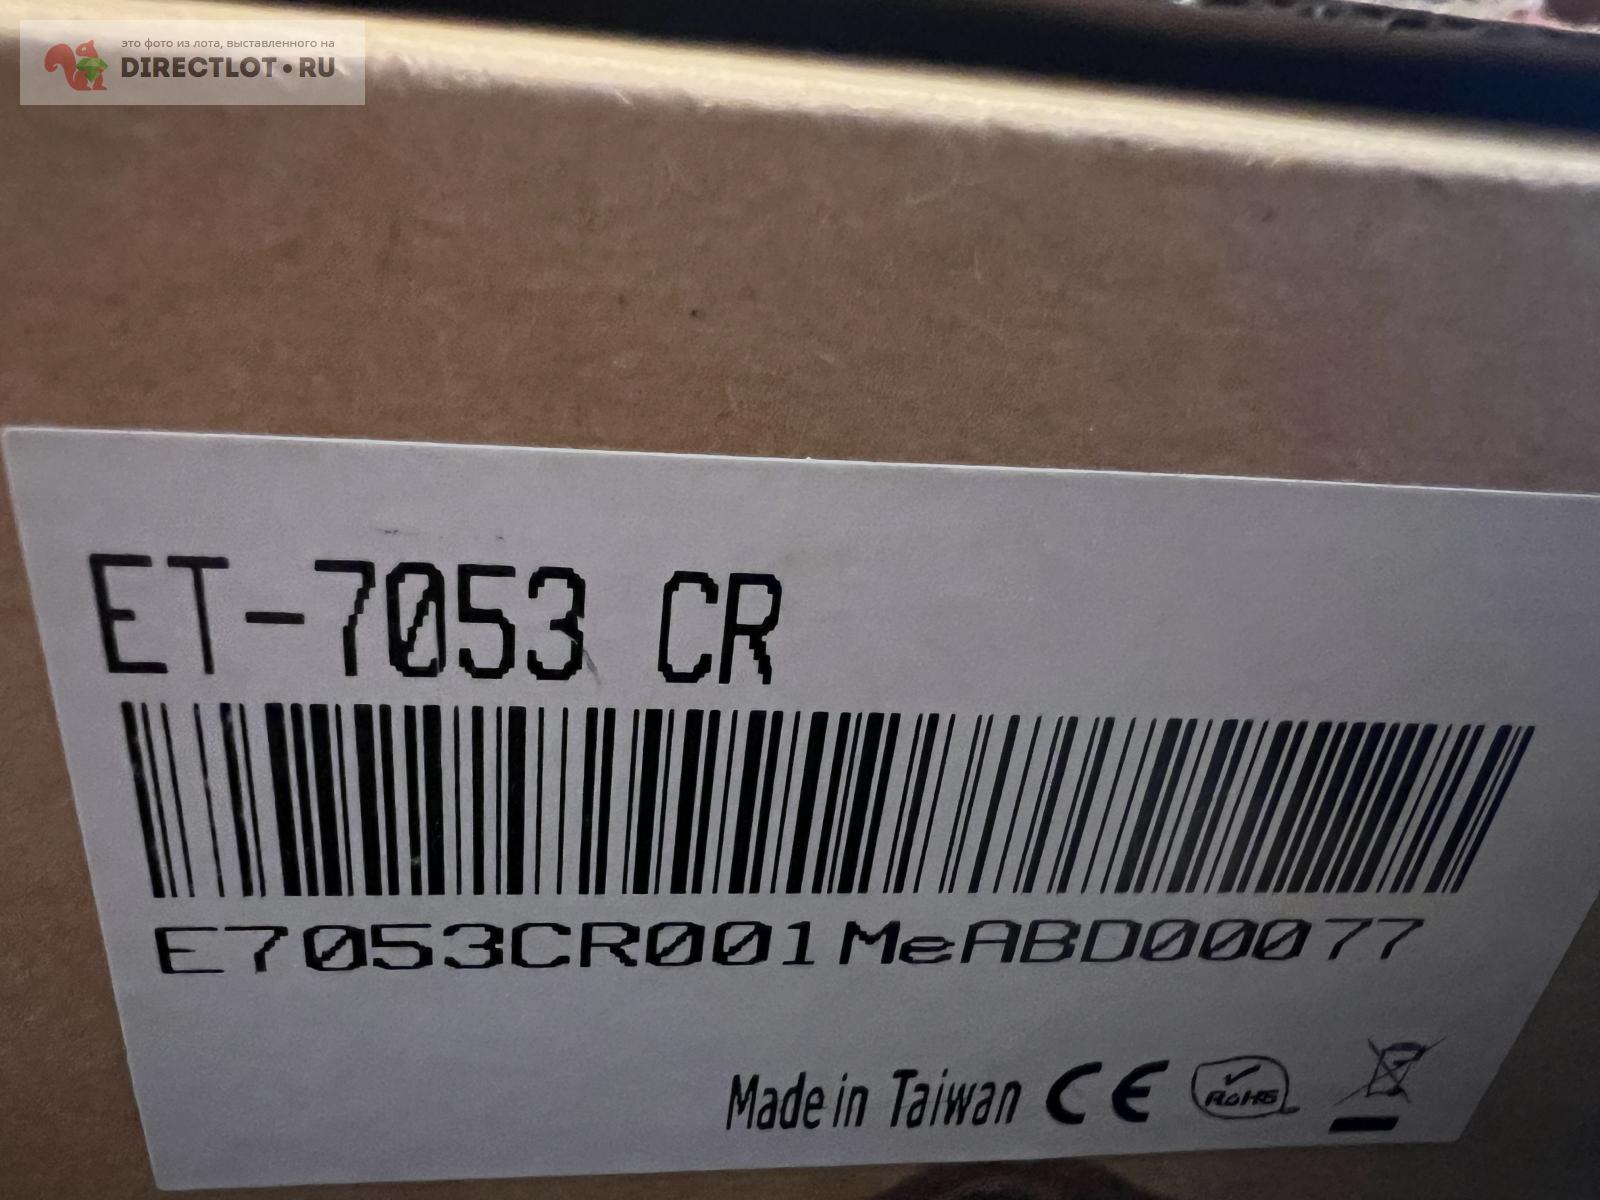 это фото из лота, выставленного на
DIRECTLOT•RU
ET-7053 CR
E7053CR001MeABD00077
Made in Taiwan CE RoHS